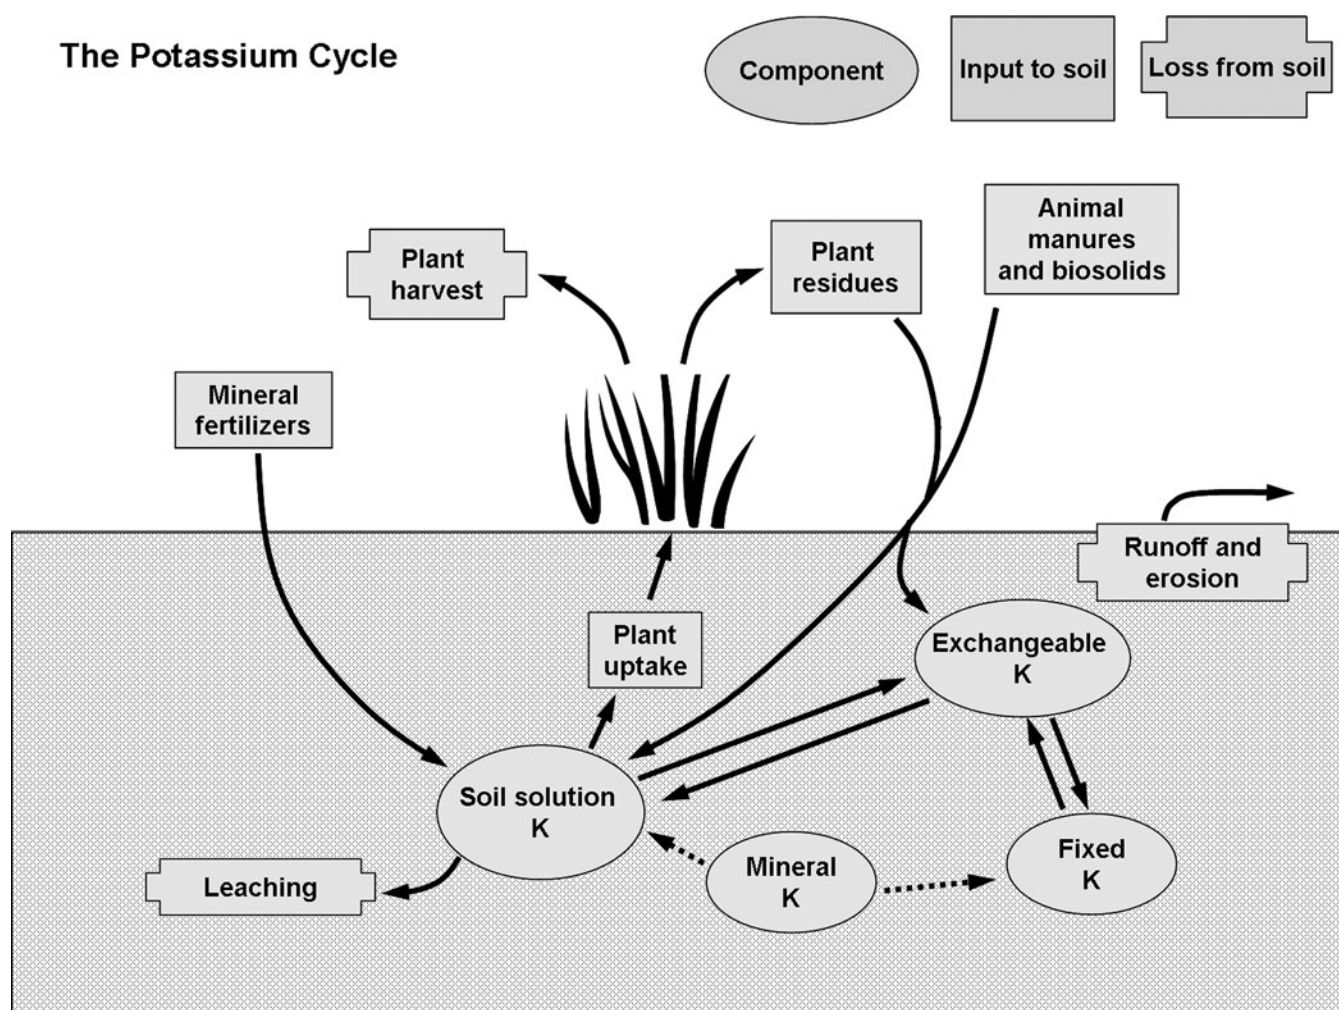 The Potassium Cycle
Component
Input to soil
Loss from soil
Plant
harvest
Plant
residues
Animal
manures
and biosolids
Mineral
fertilizers
Runoff and
erosion
Plant
uptake
Exchangeable
K
Soil solution
K
Mineral
K
Fixed
K
Leaching